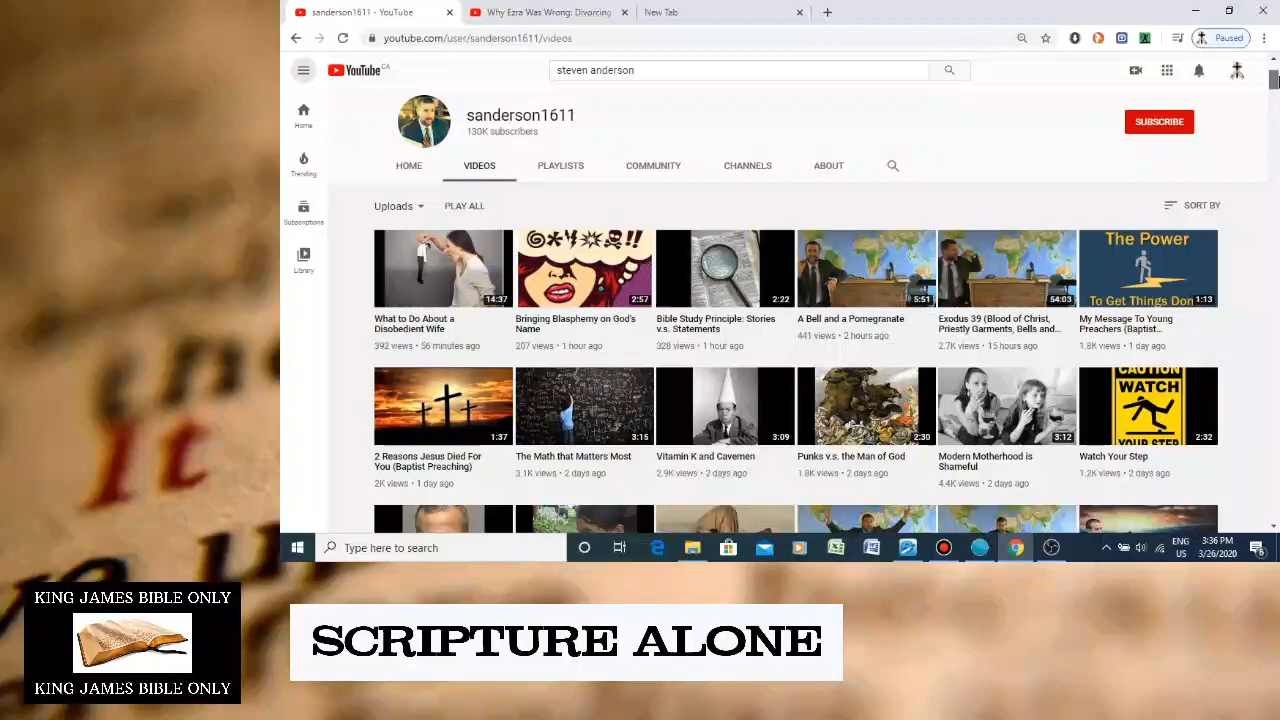 sanderson1611 - YouTube
Why Ezra Was Wrong: Divorcing
New Tab
youtube.com/user/sanderson1611/videos
Paused
YouTube CA
steven anderson
Home
Trending
Subscriptions
Library
sanderson1611
130K subscribers
SUBSCRIBE
HOME
VIDEOS
PLAYLISTS
COMMUNITY
CHANNELS
ABOUT
Uploads
PLAY ALL
SORT BY
14:37
What to Do About a
Disobedient Wife
392 views • 56 minutes ago
@*!!
2:57
Bringing Blasphemy on God's
Name
207 views • 1 hour ago
2:22
Bible Study Principle: Stories
v.s. Statements
328 views • 1 hour ago
5:51
A Bell and a Pomegranate
441 views • 2 hours ago
54:03
Exodus 39 (Blood of Christ,
Priestly Garments, Bells and...
2.7K views • 15 hours ago
The Power
To Get Things Don
1:13
My Message To Young
Preachers (Baptist...
1.8K views • 1 day ago
1:37
2 Reasons Jesus Died For
You (Baptist Preaching)
2K views • 1 day ago
3:15
The Math that Matters Most
3.1K views • 2 days ago
3:09
Vitamin K and Cavemen
2.9K views • 2 days ago
2:30
Punks v.s. the Man of God
1.8K views • 2 days ago
3:12
Modern Motherhood is
Shameful
4.4K views • 2 days ago
CAUTION
WATCH
YOUR STEP
2:32
Watch Your Step
1.2K views • 2 days ago
Type here to search
ENG
US
3:36 PM
3/26/2020
6
It
KING JAMES BIBLE ONLY
KING JAMES BIBLE ONLY
SCRIPTURE ALONE